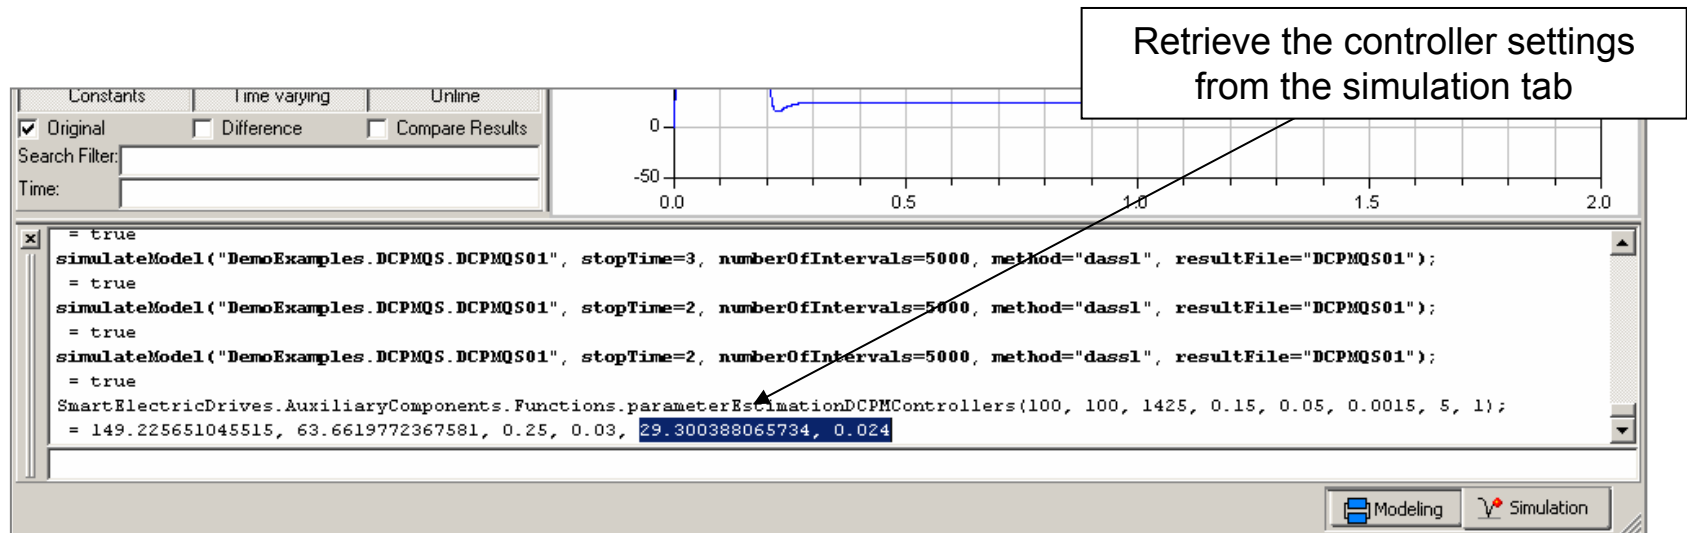 Retrieve the controller settings
from the simulation tab
Constants Time varying Online
Original Difference Compare Results
Search Filter:
Time:
0
-50
0.0 0.5 1.0 1.5 2.0
= true
simulateModel("DemoExamples.DCPMQS.DCPMQS01", stopTime=3, numberOfIntervals=5000, method="dassl", resultFile="DCPMQS01");
= true
simulateModel("DemoExamples.DCPMQS.DCPMQS01", stopTime=2, numberOfIntervals=5000, method="dassl", resultFile="DCPMQS01");
= true
simulateModel("DemoExamples.DCPMQS.DCPMQS01", stopTime=2, numberOfIntervals=5000, method="dassl", resultFile="DCPMQS01");
= true
SmartElectricDrives.AuxiliaryComponents.Functions.parameterEstimationDCPMControllers(100, 100, 1425, 0.15, 0.05, 0.0015, 5, 1);
= 149.225651045515, 63.6619772367581, 0.25, 0.03, 29.300388065734, 0.024
Modeling Simulation